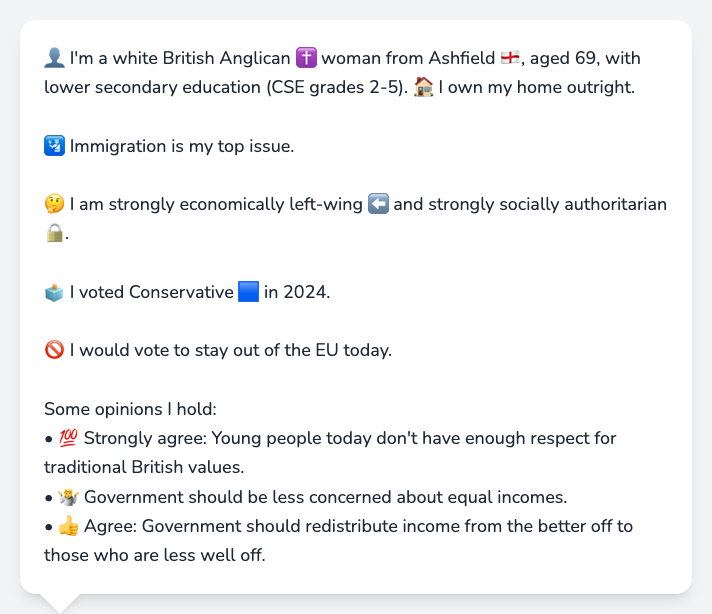 👤 I'm a white British Anglican ✝️ woman from Ashfield 🏴󠁧󠁢󠁥󠁮󠁧󠁿, aged 69, with
lower secondary education (CSE grades 2-5). 🏠 I own my home outright.
🛂 Immigration is my top issue.
🤔 I am strongly economically left-wing ⬅️ and strongly socially authoritarian
🔒.
🗳️ I voted Conservative 🟦 in 2024.
🚫 I would vote to stay out of the EU today.
Some opinions I hold:
• 💯 Strongly agree: Young people today don't have enough respect for
traditional British values.
• 🤷 Government should be less concerned about equal incomes.
• 👍 Agree: Government should redistribute income from the better off to
those who are less well off.